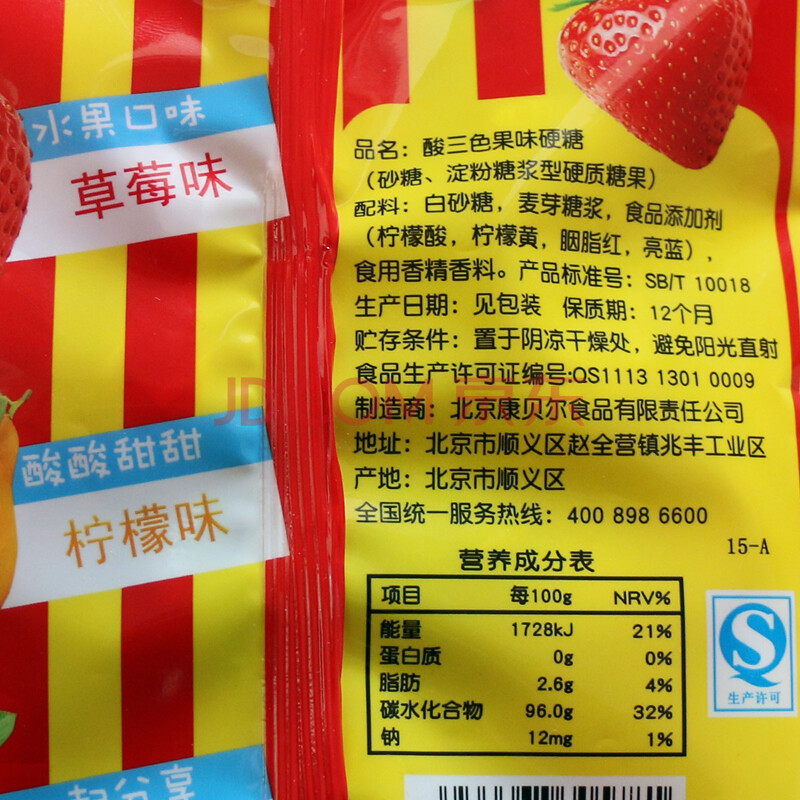 水果口味
草莓味
酸酸甜甜
柠檬味
分享
品名：酸三色果味硬糖
（砂糖、淀粉糖浆型硬质糖果）
配料：白砂糖，麦芽糖浆，食品添加剂
（柠檬酸，柠檬黄，胭脂红，亮蓝），
食用香精香料。产品标准号：SB/T 10018
生产日期：见包装 保质期：12个月
贮存条件：置于阴凉干燥处，避免阳光直射
食品生产许可证编号:QS1113 1301 0009
制造商：北京康贝尔食品有限责任公司
地址：北京市顺义区赵全营镇兆丰工业区
产地：北京市顺义区
全国统一服务热线：400 898 6600
15-A
营养成分表
项目 每100g NRV%
能量 1728kJ 21%
蛋白质 0g 0%
脂肪 2.6g 4%
碳水化合物 96.0g 32%
钠 12mg 1%
S
生产许可
JD.COM 京东